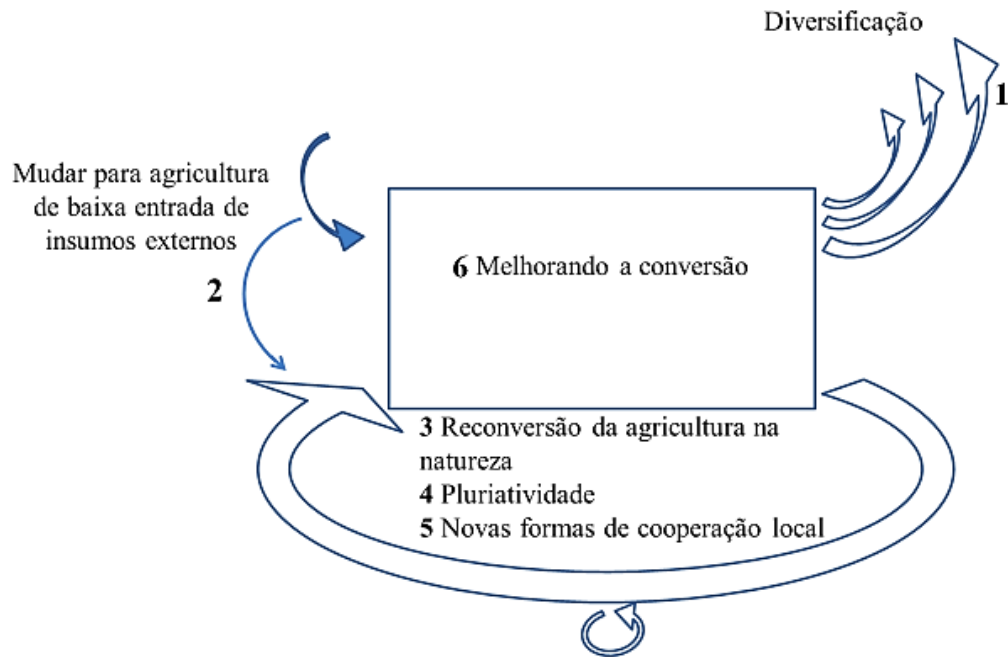 Diversificação
1
Mudar para agricultura
de baixa entrada de
insumos externos
2
6 Melhorando a conversão
3 Reconversão da agricultura na
natureza
4 Pluriatividade
5 Novas formas de cooperação local